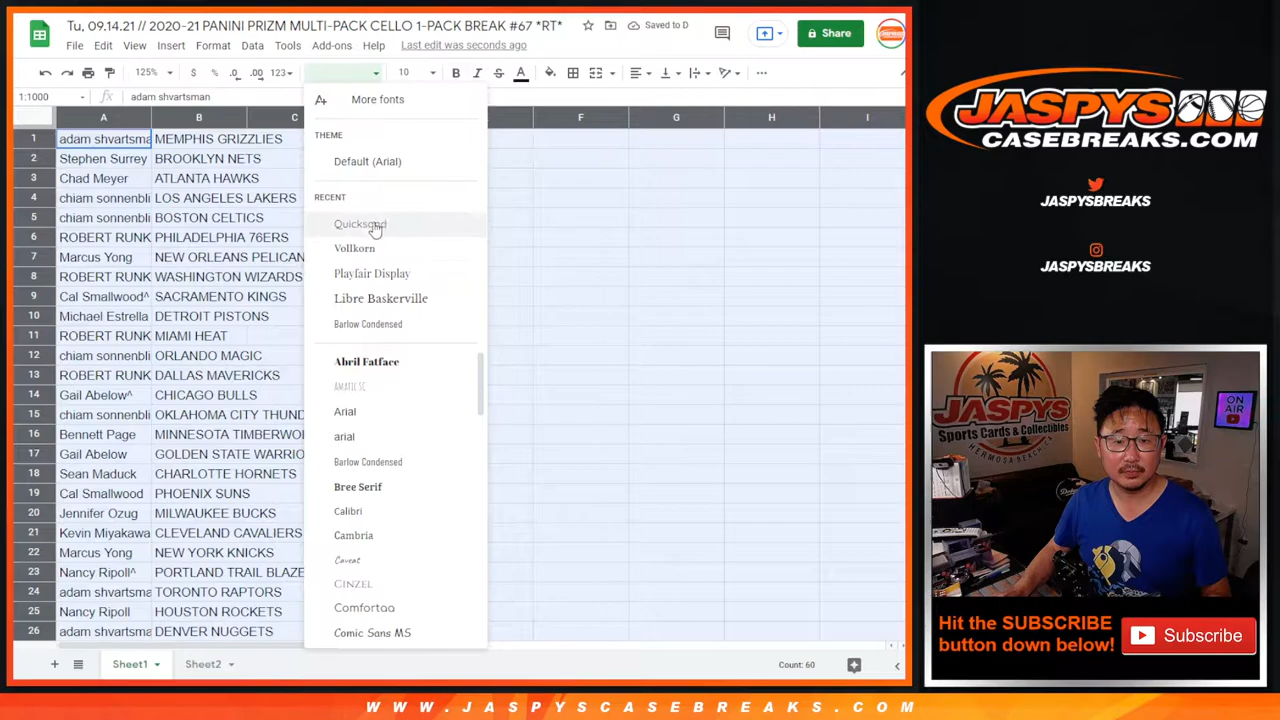 Tu, 09.14.21 // 2020-21 PANINI PRIZM MULTI-PACK CELLO 1-PACK BREAK #67 *RT*
Saved to D
File Edit View Insert Format Data Tools Add-ons Help Last edit was seconds ago
Share
125% $ % .0 .00 123 10 B I S A
1:1000 fx adam shvartsman
A B C F G H I
1 adam shvartsma MEMPHIS GRIZZLIES
2 Stephen Surrey BROOKLYN NETS
3 Chad Meyer ATLANTA HAWKS
4 chiam sonnenbli LOS ANGELES LAKERS
5 chiam sonnenbli BOSTON CELTICS
6 ROBERT RUNK PHILADELPHIA 76ERS
7 Marcus Yong NEW ORLEANS PELICAN
8 ROBERT RUNK WASHINGTON WIZARDS
9 Cal Smallwood^ SACRAMENTO KINGS
10 Michael Estrella DETROIT PISTONS
11 ROBERT RUNK MIAMI HEAT
12 chiam sonnenbli ORLANDO MAGIC
13 ROBERT RUNK DALLAS MAVERICKS
14 Gail Abelow^ CHICAGO BULLS
15 chiam sonnenbli OKLAHOMA CITY THUND
16 Bennett Page MINNESOTA TIMBERWOL
17 Gail Abelow GOLDEN STATE WARRIO
18 Sean Maduck CHARLOTTE HORNETS
19 Cal Smallwood PHOENIX SUNS
20 Jennifer Ozug MILWAUKEE BUCKS
21 Kevin Miyakawa CLEVELAND CAVALIERS
22 Marcus Yong NEW YORK KNICKS
23 Nancy Ripoll^ PORTLAND TRAIL BLAZE
24 adam shvartsma TORONTO RAPTORS
25 Nancy Ripoll HOUSTON ROCKETS
26 adam shvartsma DENVER NUGGETS
More fonts
THEME
Default (Arial)
RECENT
Quicksand
Vollkorn
Playfair Display
Libre Baskerville
Barlow Condensed
Abril Fatface
AMATIC SC
Arial
arial
Barlow Condensed
Bree Serif
Calibri
Cambria
Caveat
CINZEL
Comfortaa
Comic Sans MS
Sheet1 Sheet2 Count: 60
JASPYS
CASEBREAKS.COM
JASPYSBREAKS
JASPYSBREAKS
JASPYS
Sports Cards & Collectibles
HERMOSA BEACH
ON AIR
Hit the SUBSCRIBE
button down below!
Subscribe
WWW.JASPYSCASEBREAKS.COM